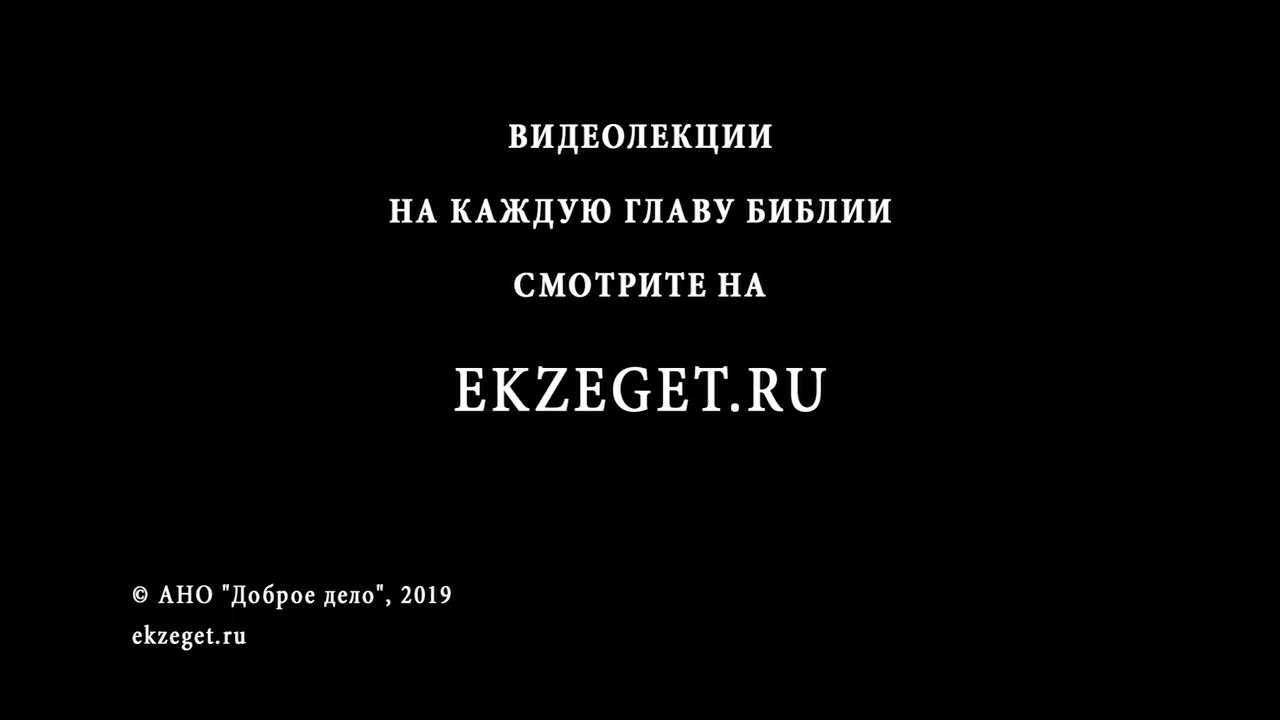 ВИДЕОЛЕКЦИИ
НА КАЖДУЮ ГЛАВУ БИБЛИИ
СМОТРИТЕ НА
EKZEGET.RU
© АНО "Доброе дело", 2019
ekzeget.ru